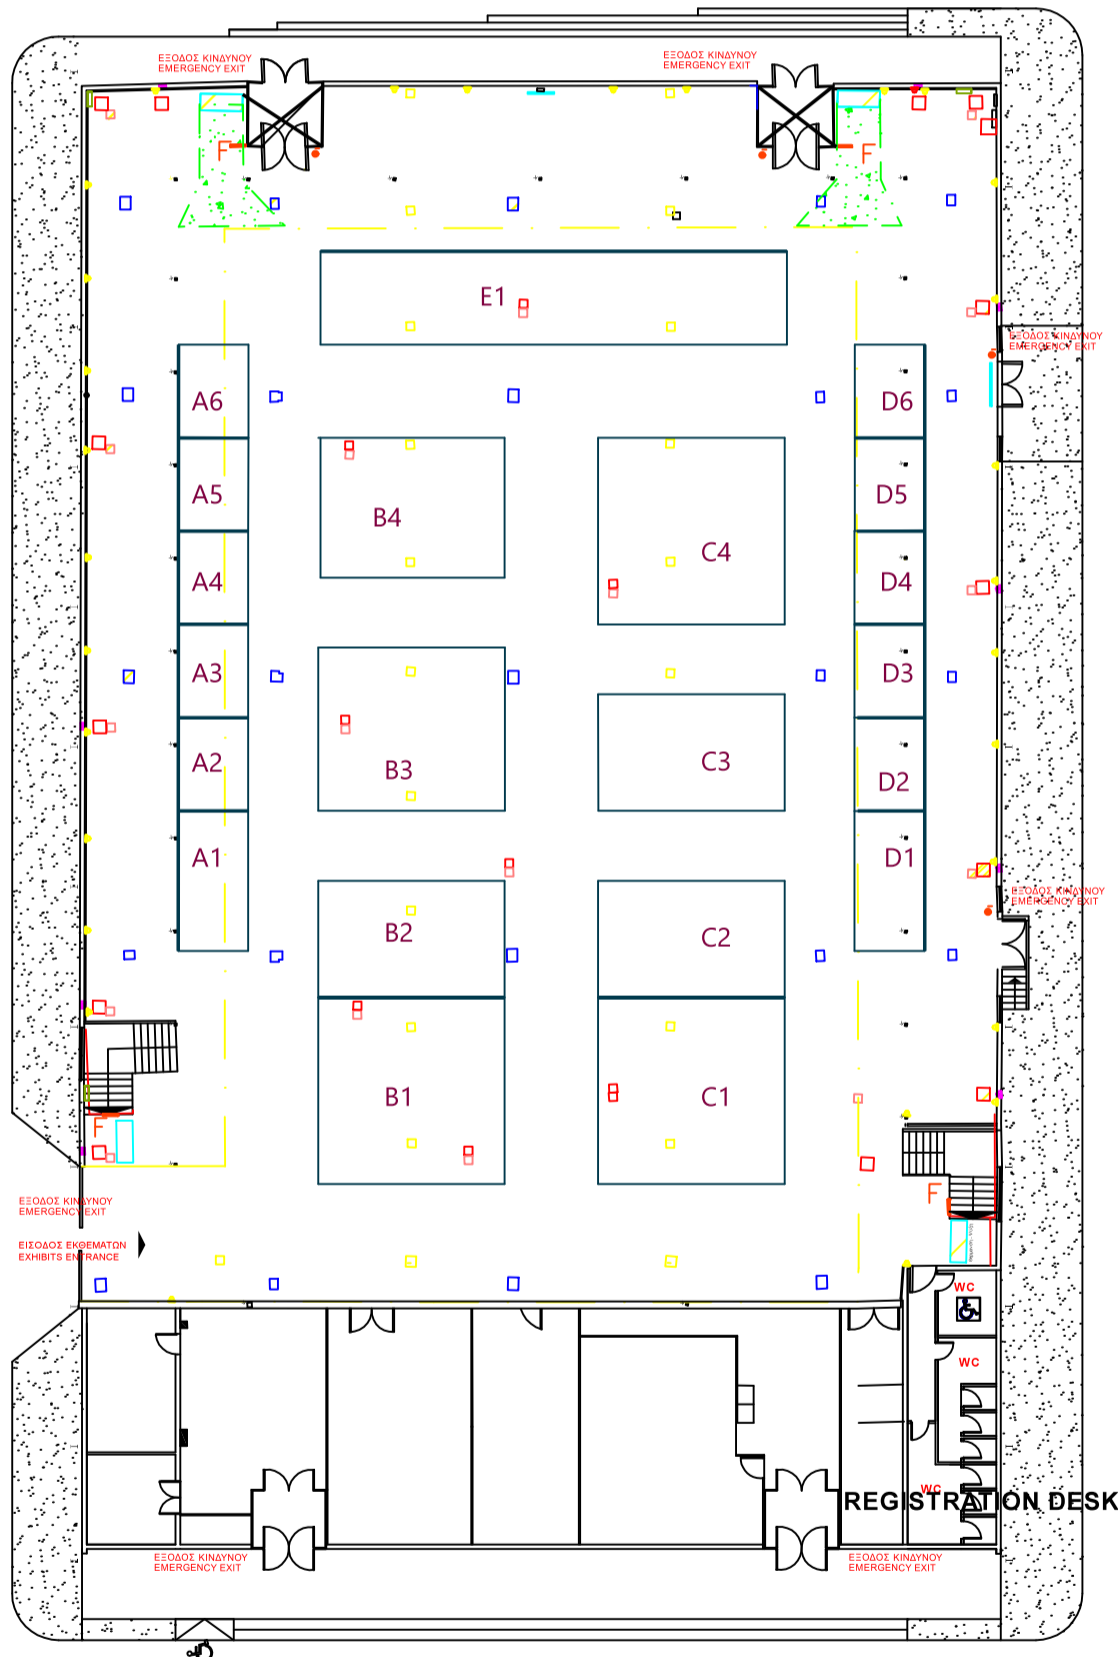 ΕΞΟΔΟΣ ΚΙΝΔΥΝΟΥ
EMERGENCY EXIT
ΕΞΟΔΟΣ ΚΙΝΔΥΝΟΥ
EMERGENCY EXIT
F
F
E1
ΕΞΟΔΟΣ ΚΙΝΔΥΝΟΥ
EMERGENCY EXIT
A6
D6
A5
D5
B4
C4
A4
D4
A3
D3
A2
B3
C3
D2
A1
D1
ΕΞΟΔΟΣ ΚΙΝΔΥΝΟΥ
EMERGENCY EXIT
B2
C2
B1
C1
F
F
ΕΞΟΔΟΣ ΚΙΝΔΥΝΟΥ
EMERGENCY EXIT
ΕΙΣΟΔΟΣ ΕΚΘΕΜΑΤΩΝ
EXHIBITS ENTRANCE
WC
WC
WC
REGISTRATION DESK
ΕΞΟΔΟΣ ΚΙΝΔΥΝΟΥ
EMERGENCY EXIT
ΕΞΟΔΟΣ ΚΙΝΔΥΝΟΥ
EMERGENCY EXIT